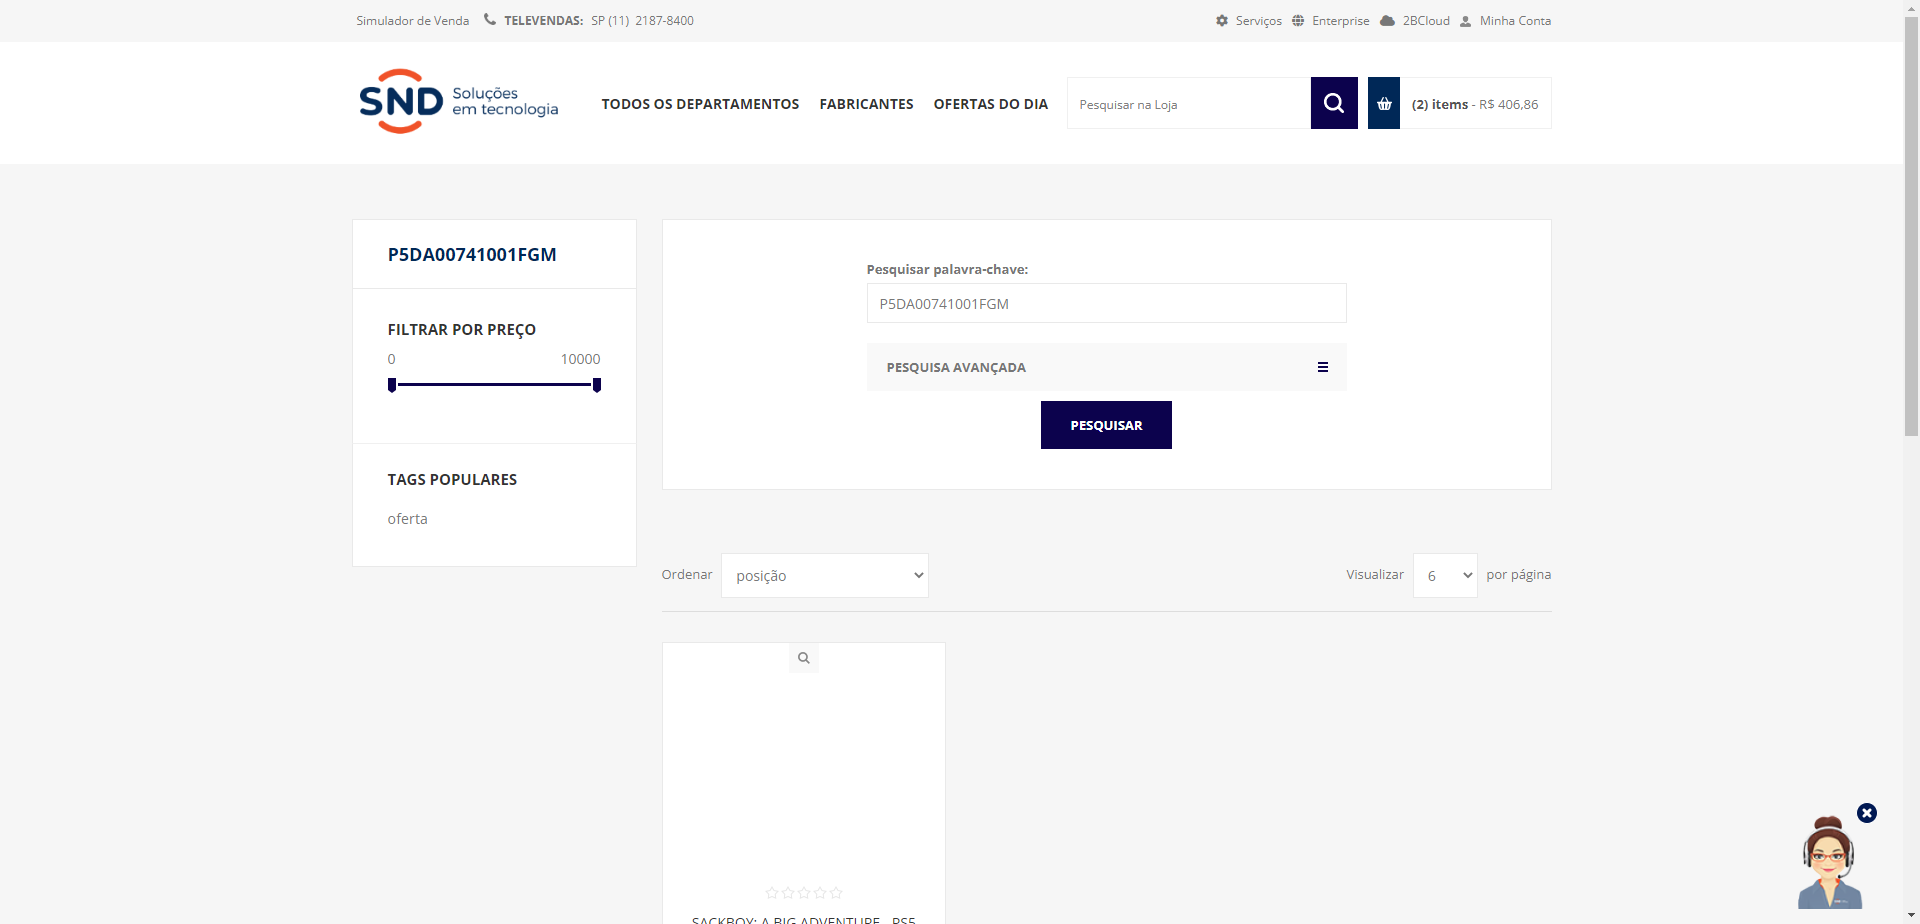 Simulador de Venda TELEVENDAS: SP (11) 2187-8400 Serviços Enterprise 2BCloud Minha Conta
SND Soluções
em tecnologia
TODOS OS DEPARTAMENTOS FABRICANTES OFERTAS DO DIA Pesquisar na Loja (2) items - R$ 406,86
P5DA00741001FGM
FILTRAR POR PREÇO
0 10000
TAGS POPULARES
oferta
Pesquisar palavra-chave:
P5DA00741001FGM
PESQUISA AVANÇADA
PESQUISAR
Ordenar posição Visualizar 6 por página
SACKBOY: A BIG ADVENTURE - PS5